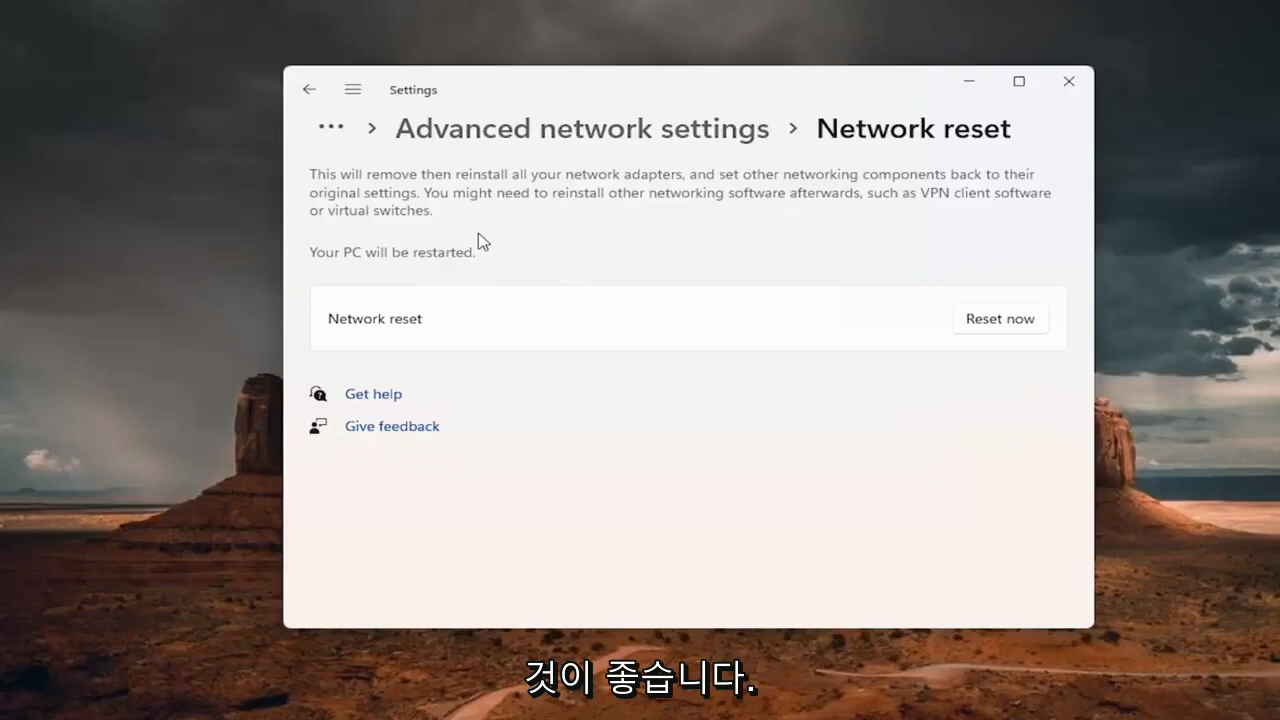 Settings
Advanced network settings > Network reset
This will remove then reinstall all your network adapters, and set other networking components back to their
original settings. You might need to reinstall other networking software afterwards, such as VPN client software
or virtual switches.
Your PC will be restarted.
Network reset
Reset now
Get help
Give feedback
것이 좋습니다.